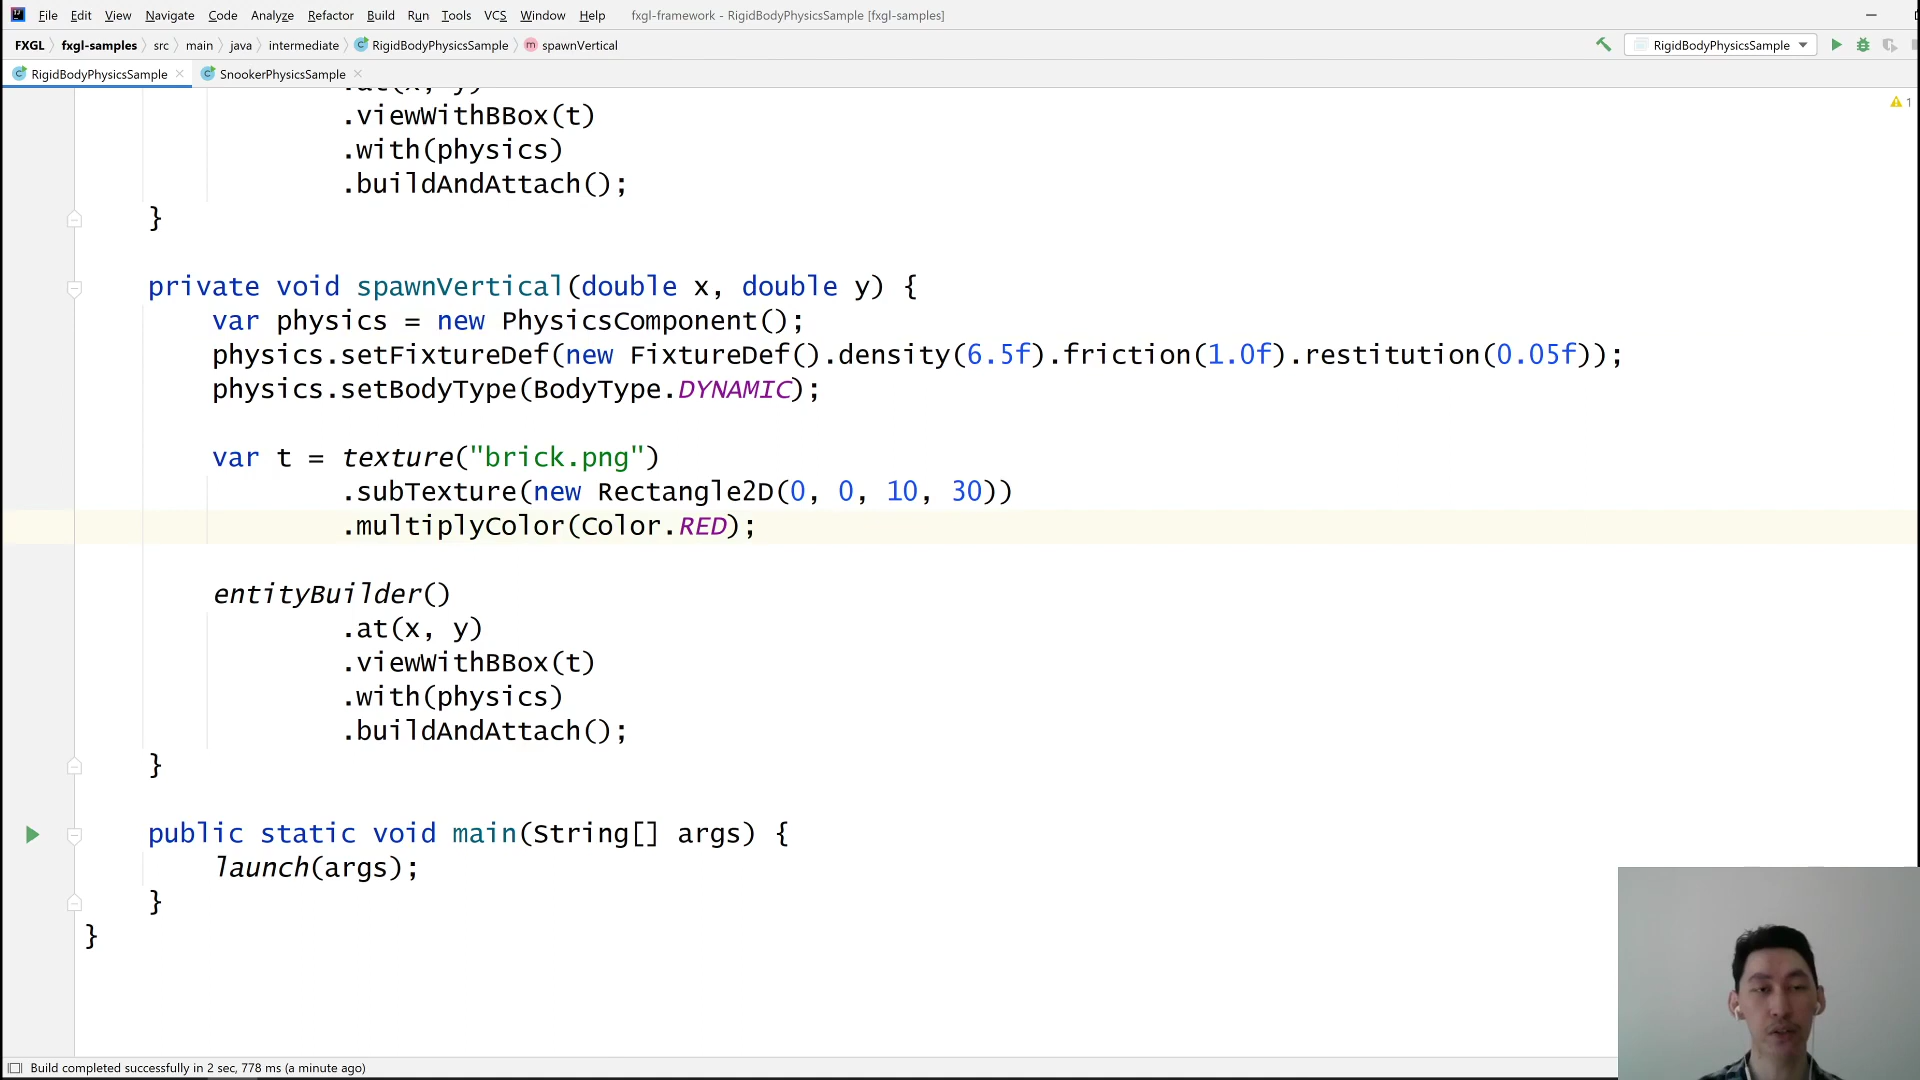 File Edit View Navigate Code Analyze Refactor Build Run Tools VCS Window Help fxgl-framework - RigidBodyPhysicsSample [fxgl-samples]
FXGL fxgl-samples src main java intermediate RigidBodyPhysicsSample m spawnVertical RigidBodyPhysicsSample
RigidBodyPhysicsSample SnookerPhysicsSample
.at(x, y)
1
.viewWithBBox(t)
.with(physics)
.buildAndAttach();
}
private void spawnVertical(double x, double y) {
var physics = new PhysicsComponent();
physics.setFixtureDef(new FixtureDef().density(6.5f).friction(1.0f).restitution(0.05f));
physics.setBodyType(BodyType.DYNAMIC);
var t = texture("brick.png")
.subTexture(new Rectangle2D(0, 0, 10, 30))
.multiplyColor(Color.RED);
entityBuilder()
.at(x, y)
.viewWithBBox(t)
.with(physics)
.buildAndAttach();
}
public static void main(String[] args) {
launch(args);
}
}
Build completed successfully in 2 sec, 778 ms (a minute ago)